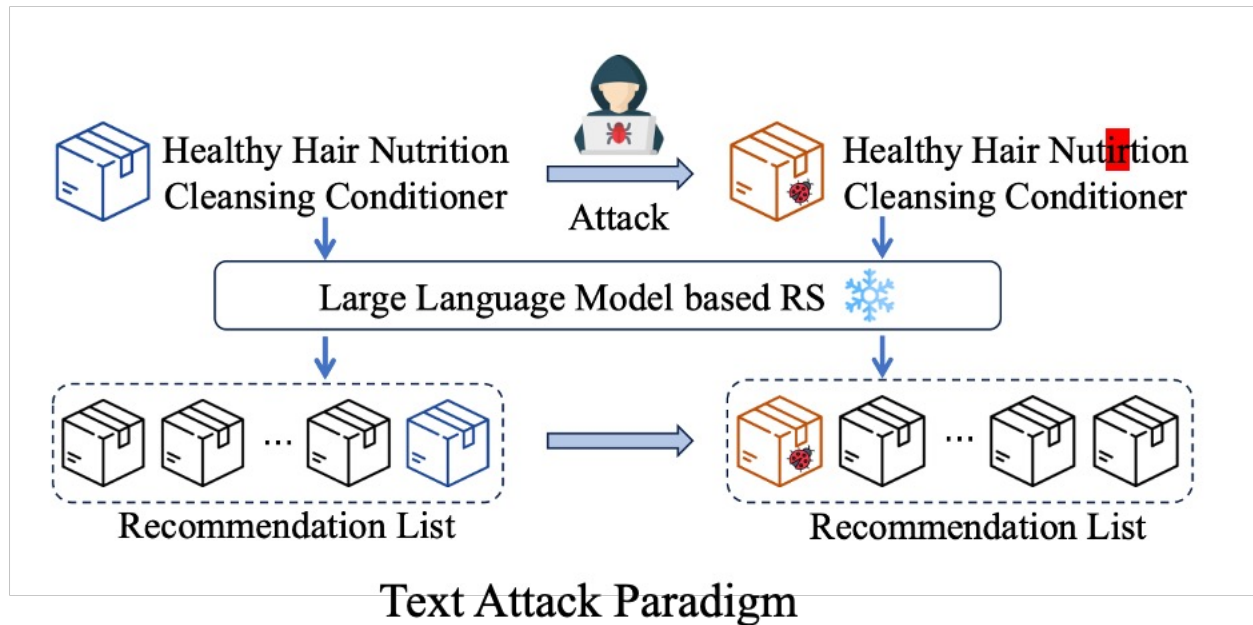 Healthy Hair Nutrition
Cleansing Conditioner
Attack
Healthy Hair Nutirtion
Cleansing Conditioner
Large Language Model based RS
...
Recommendation List
...
Recommendation List
Text Attack Paradigm